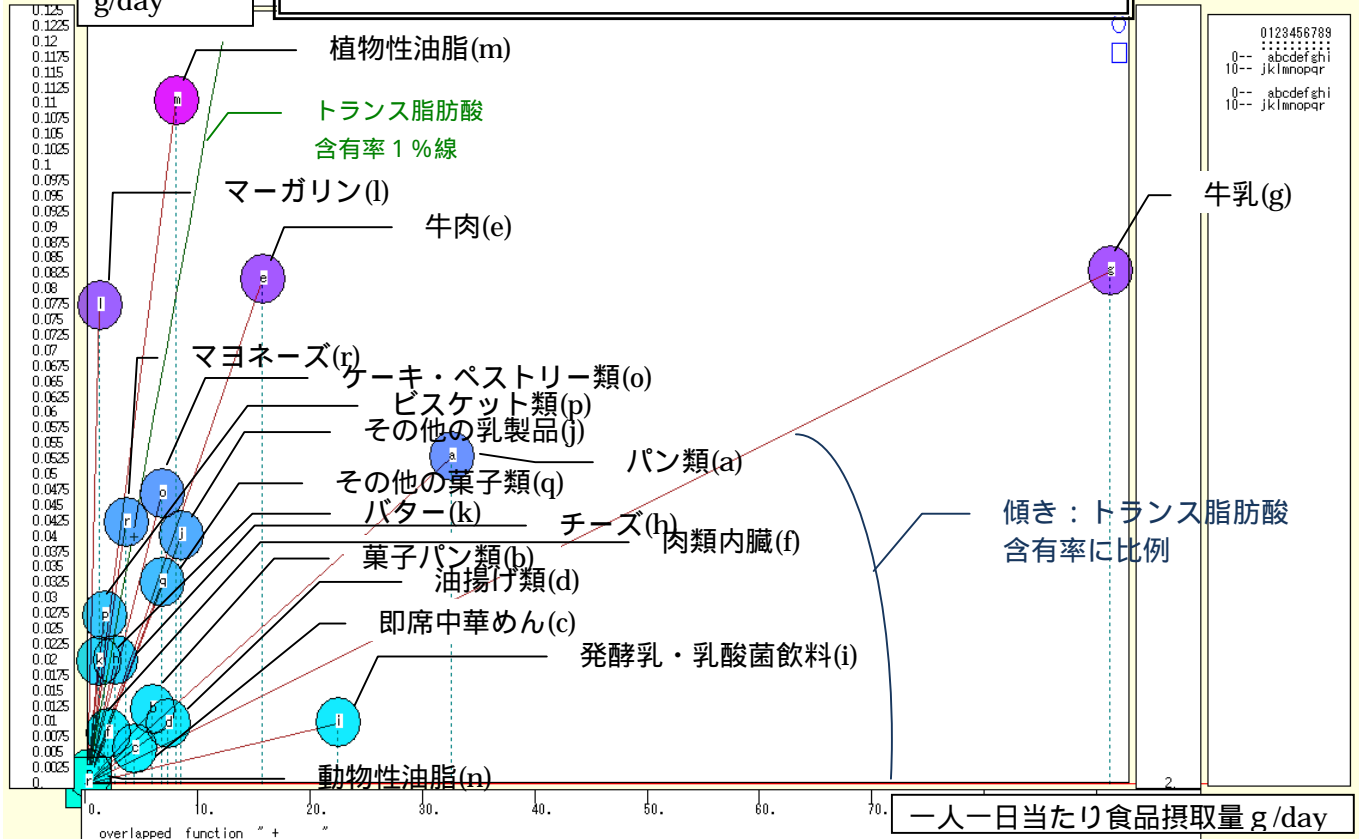 g/day
0.125
0.1225
0.12
0.1175
0.115
0.1125
0.11
0.1075
0.105
0.1025
0.1
0.0975
0.095
0.0925
0.09
0.0875
0.085
0.0825
0.08
0.0775
0.075
0.0725
0.07
0.0675
0.065
0.0625
0.06
0.0575
0.055
0.0525
0.05
0.0475
0.045
0.0425
0.04
0.0375
0.035
0.0325
0.03
0.0275
0.025
0.0225
0.02
0.0175
0.015
0.0125
0.01
0.0075
0.005
0.0025
0.
植物性油脂(m)
トランス脂肪酸
含有率1%線
マーガリン(l)
牛肉(e)
牛乳(g)
マヨネーズ(r)
ケーキ・ペストリー類(o)
ビスケット類(p)
その他の乳製品(j)
パン類(a)
その他の菓子類(q)
バター(k)
チーズ(h)
肉類内臓(f)
菓子パン類(b)
油揚げ類(d)
即席中華めん(c)
発酵乳・乳酸菌飲料(i)
動物性油脂(n)
傾き:トランス脂肪酸
含有率に比例
m
l
e
g
o
r
j
a
q
p
k
h
b
d
f
c
i
r
0. 10. 20. 30. 40. 50. 60. 70.
2.
一人一日当たり食品摂取量 g/day
overlapped function " + "
0123456789
::::::::::
0-- abcdefghi
10-- jklmnopqr
0-- abcdefghi
10-- jklmnopqr